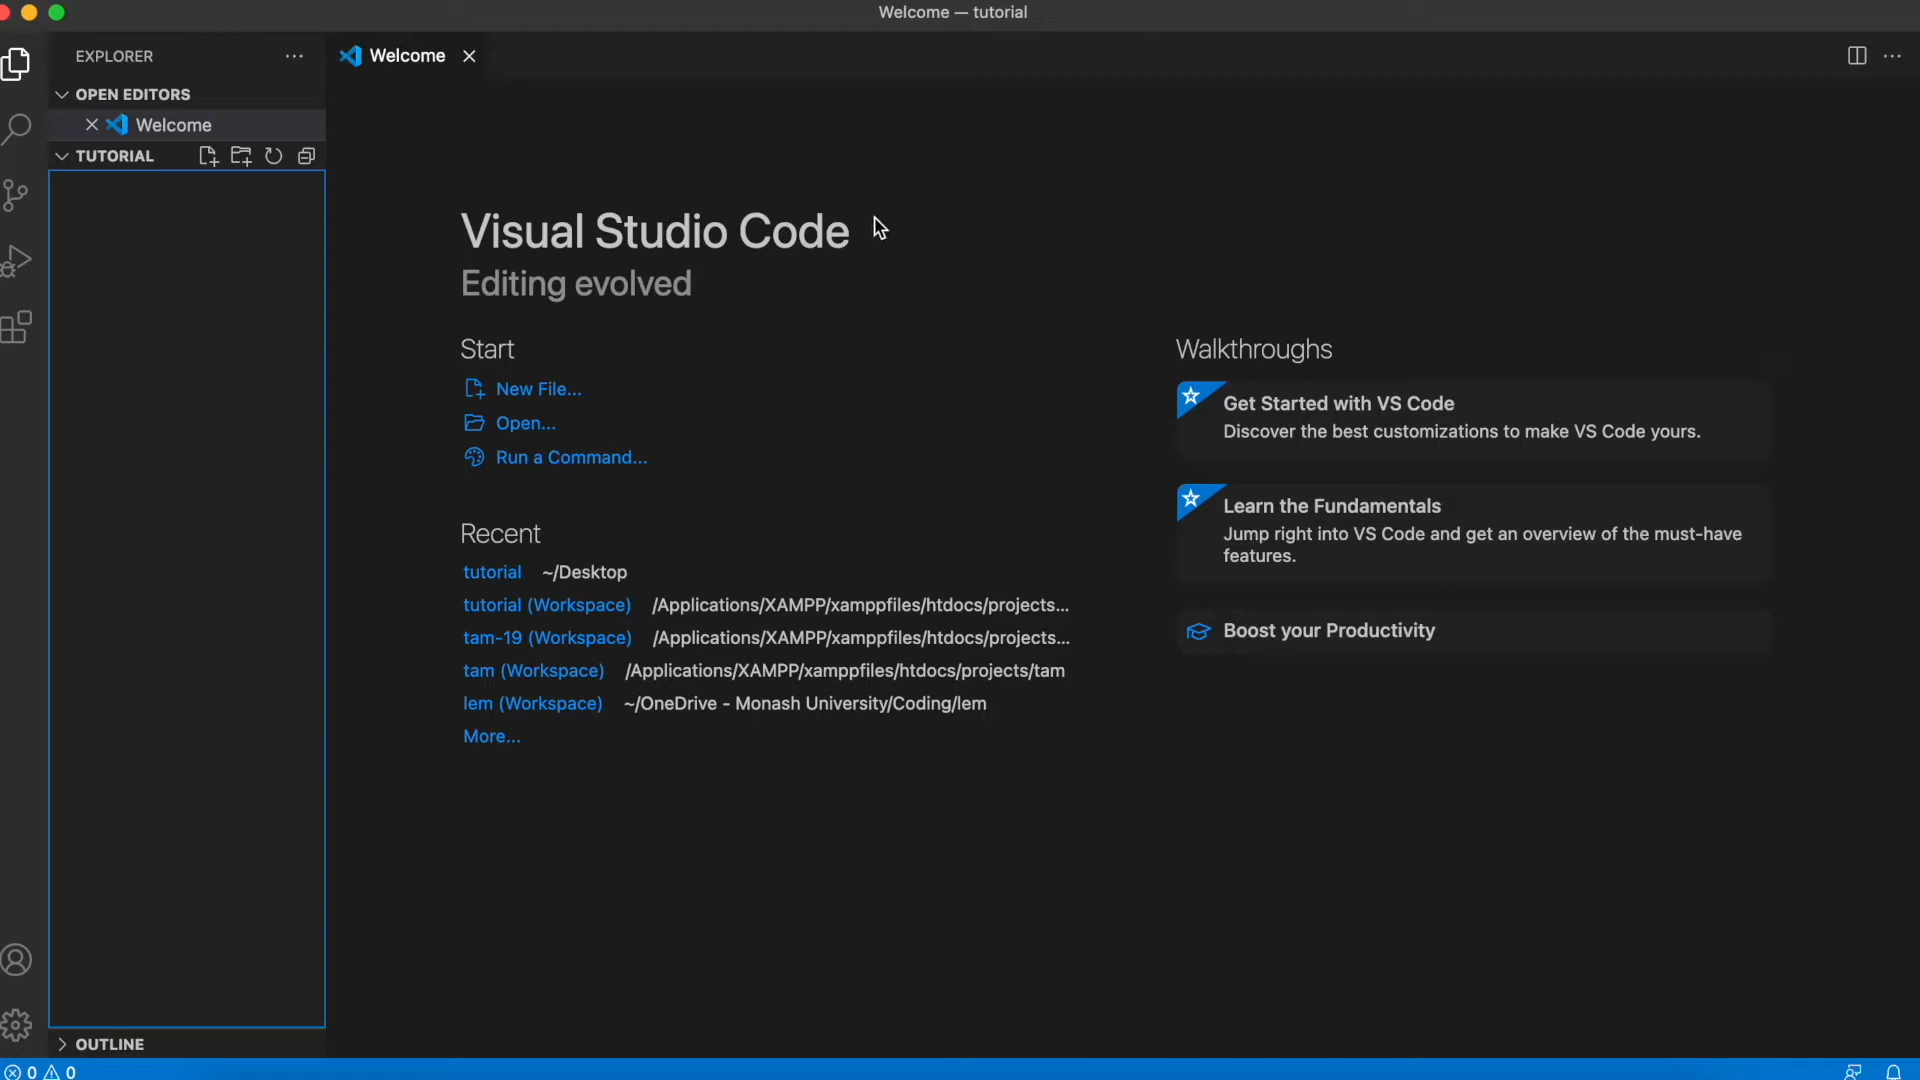 Welcome — tutorial
EXPLORER
Welcome
OPEN EDITORS
Welcome
TUTORIAL
Visual Studio Code
Editing evolved
Start
New File...
Open...
Run a Command...
Recent
tutorial ~/Desktop
tutorial (Workspace) /Applications/XAMPP/xamppfiles/htdocs/projects...
tam-19 (Workspace) /Applications/XAMPP/xamppfiles/htdocs/projects...
tam (Workspace) /Applications/XAMPP/xamppfiles/htdocs/projects/tam
lem (Workspace) ~/OneDrive - Monash University/Coding/lem
More...
Walkthroughs
Get Started with VS Code
Discover the best customizations to make VS Code yours.
Learn the Fundamentals
Jump right into VS Code and get an overview of the must-have
features.
Boost your Productivity
OUTLINE
0 0